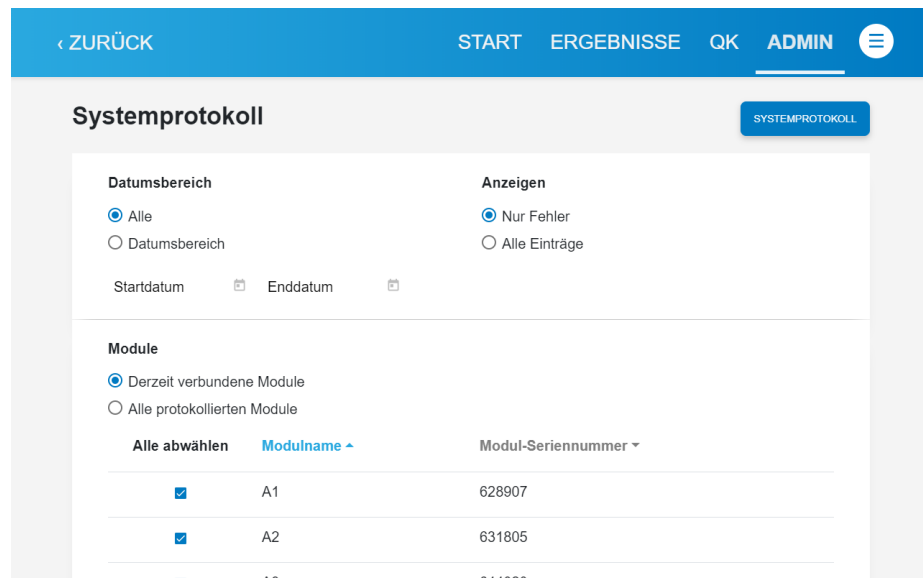 ‹ ZURÜCK START ERGEBNISSE QK ADMIN
Systemprotokoll SYSTEMPROTOKOLL
Datumsbereich Anzeigen
Alle Nur Fehler
Datumsbereich Alle Einträge
Startdatum Enddatum
Module
Derzeit verbundene Module
Alle protokollierten Module
Alle abwählen Modulname Modul-Seriennummer
A1 628907
A2 631805